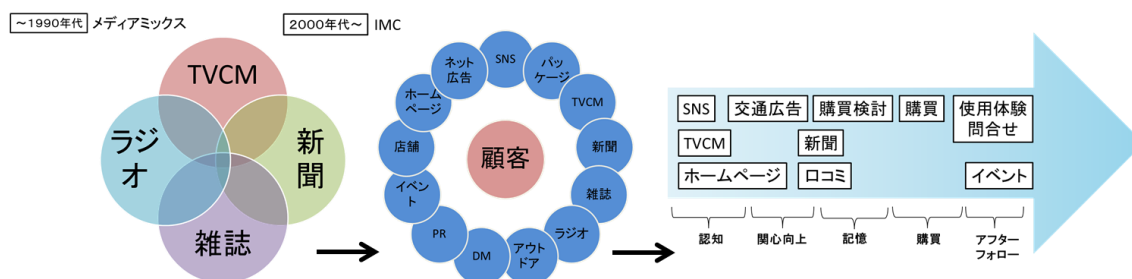 ～1990年代 メディアミックス
TVCM
ラジ
オ
新
聞
雑誌
2000年代～ IMC
SNS
パッ
ケージ
TVCM
新聞
雑誌
ラジオ
アウト
ドア
DM
PR
イベン
ト
店舗
ホーム
ページ
ネット
広告
顧客
SNS 交通広告 購買検討 購買 使用体験
問合せ
TVCM 新聞
ホームページ 口コミ イベント
認知 関心向上 記憶 購買 アフター
フォロー